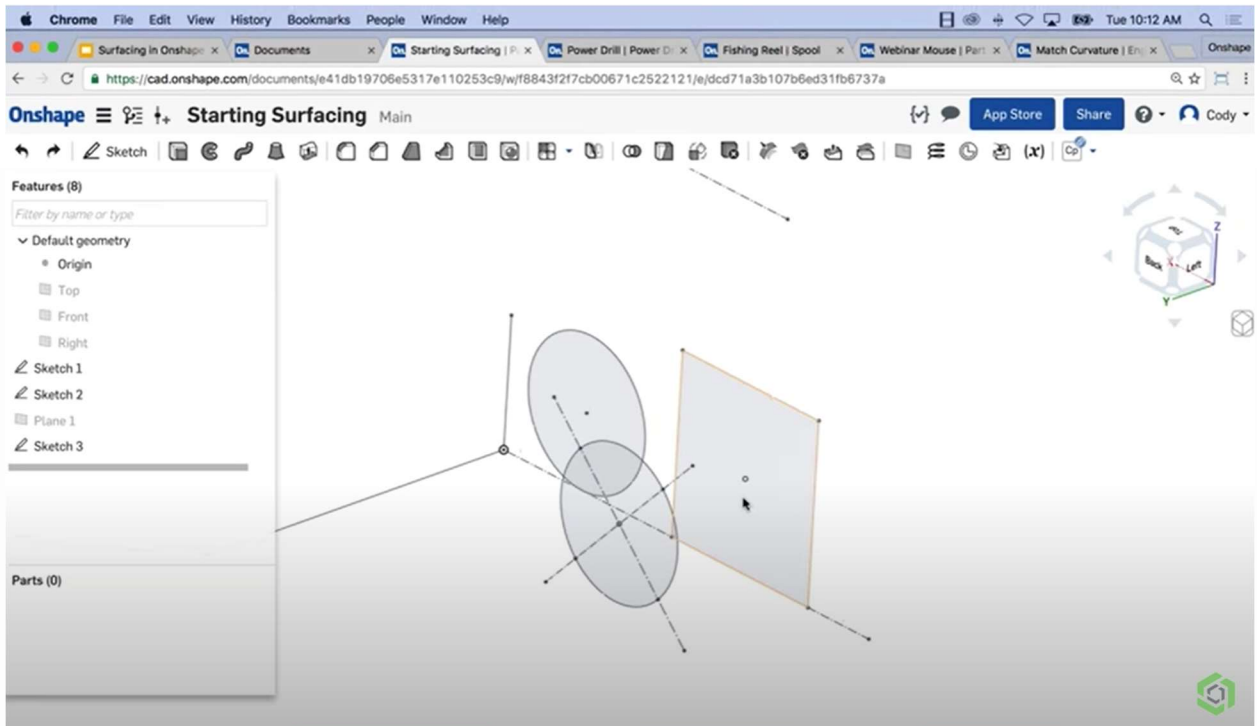 Chrome File Edit View History Bookmarks People Window Help Tue 10:12 AM
Surfacing in Onshape × Documents × Starting Surfacing | P × Power Drill | Power D × Fishing Reel | Spool × Webinar Mouse | Part × Match Curvature | En × Onshape
https://cad.onshape.com/documents/e41db19706e5317e110253c9/w/f8843f2f7cb00671c2522121/e/dcd71a3b107b6ed31fb6737a
Onshape Starting Surfacing Main App Store Share Cody
Sketch (x) Cp
Features (8)
Filter by name or type
Default geometry
Origin
Top
Front
Right
Sketch 1
Sketch 2
Plane 1
Sketch 3
Parts (0)
Z
Back Left
Y